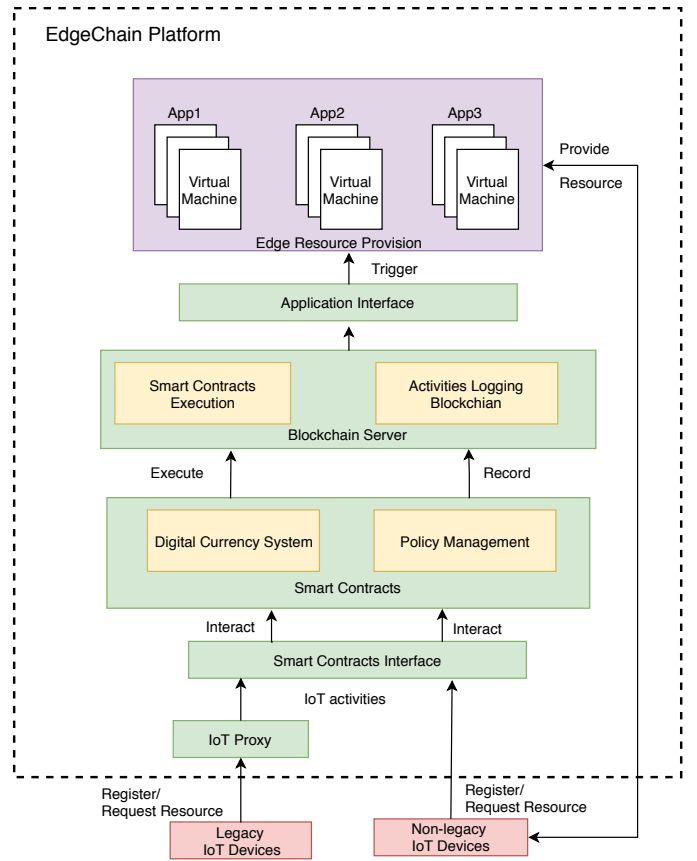 EdgeChain Platform
App1
App2
App3
Virtual
Machine
Virtual
Machine
Virtual
Machine
Provide
Resource
Edge Resource Provision
Trigger
Application Interface
Smart Contracts
Execution
Activities Logging
Blockchian
Blockchain Server
Execute
Record
Digital Currency System
Policy Management
Smart Contracts
Interact
Interact
Smart Contracts Interface
IoT activities
IoT Proxy
Register/
Request Resource
Register/
Request Resource
Legacy
IoT Devices
Non-legacy
IoT Devices